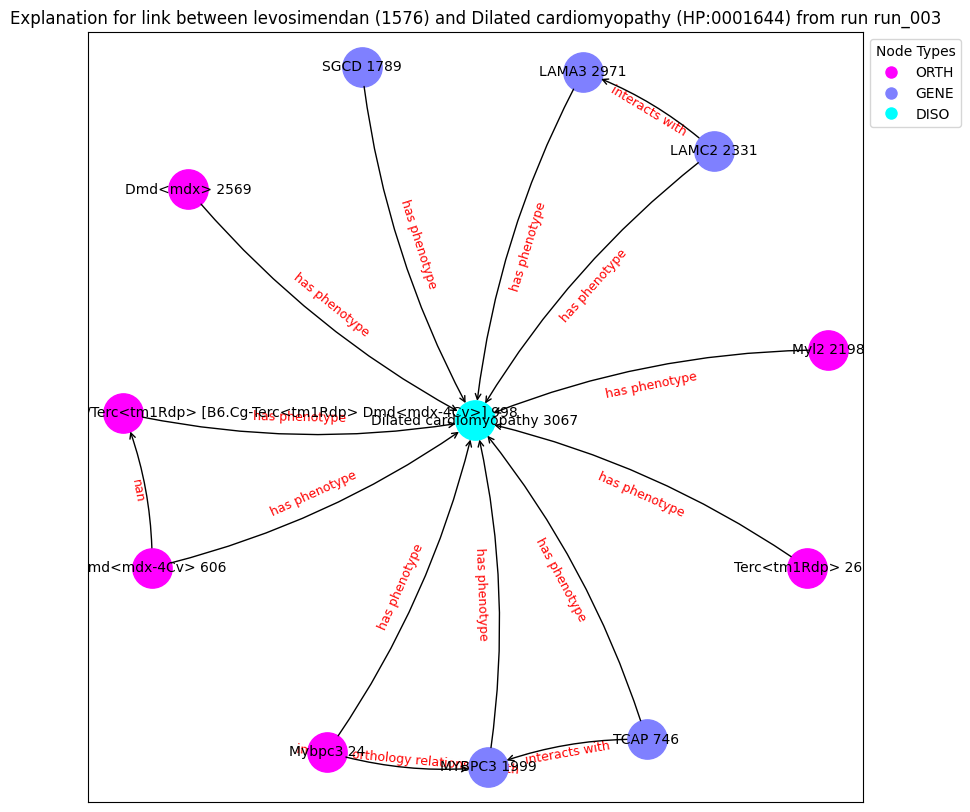 Explanation for link between levosimendan (1576) and Dilated cardiomyopathy (HP:0001644) from run run_003
Node Types
ORTH
GENE
DISO
SGCD 1789
LAMA3 2971
interacts with
LAMC2 2331
Dmd<mdx> 2569
has phenotype
has phenotype
has phenotype
has phenotype
Myl2 2198
has phenotype
/Terc<tm1Rdp> [B6.Cg-Terc<tm1Rdp> Dmd<mdx-4Cv>] 998
has phenotype
Dilated cardiomyopathy 3067
nan
has phenotype
has phenotype
md<mdx-4Cv> 606
Terc<tm1Rdp> 26
has phenotype
has phenotype
has phenotype
Mybpc3 24
orthology relation
MYBPC3 1999
interacts with
TCAP 746